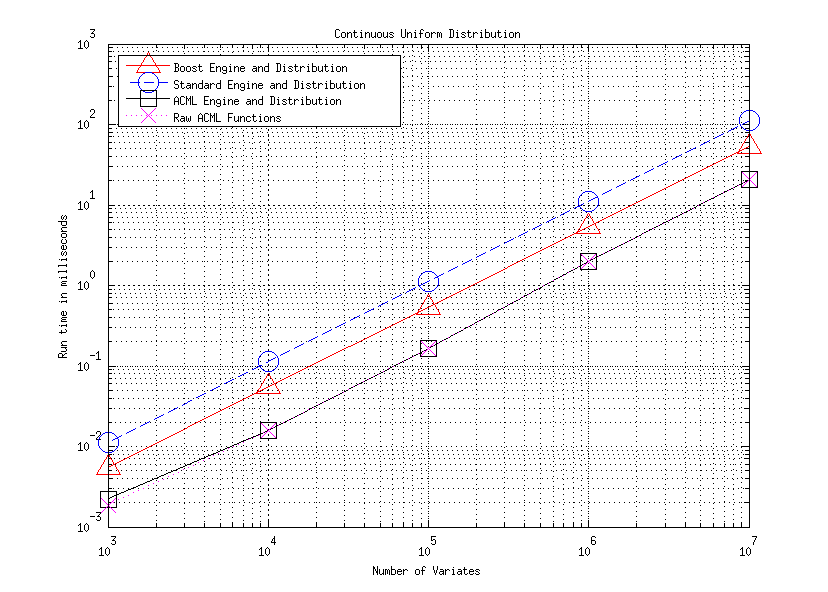 Continuous Uniform Distribution
10^3
10^2
10^1
10^0
10^-1
10^-2
10^-3
Run time in milliseconds
Boost Engine and Distribution
Standard Engine and Distribution
ACML Engine and Distribution
Raw ACML Functions
10^3 10^4 10^5 10^6 10^7
Number of Variates